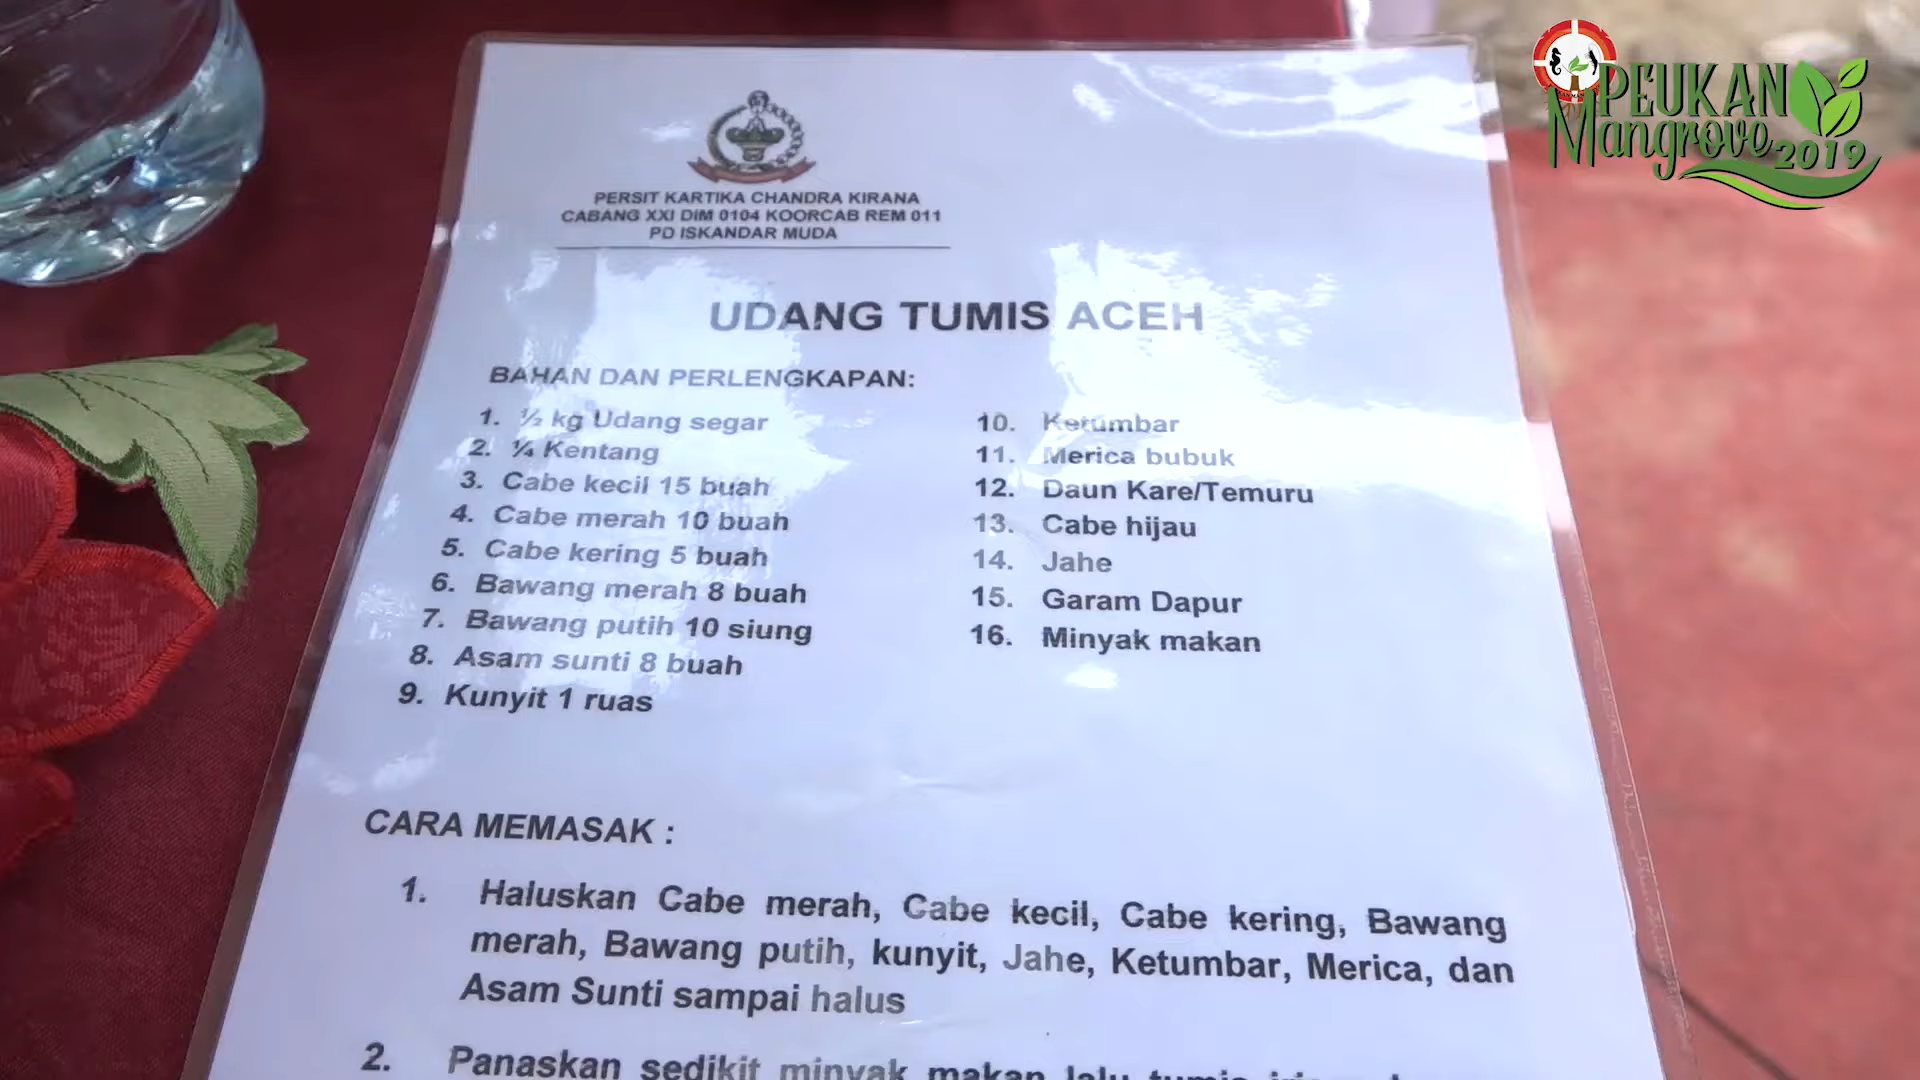 PEUKAN
Mangrove
2019
PERSIT KARTIKA CHANDRA KIRANA
CABANG XXI DIM 0104 KOORCAB REM 011
PD ISKANDAR MUDA
UDANG TUMIS ACEH
BAHAN DAN PERLENGKAPAN:
1. ½ kg Udang segar
2. ¼ Kentang
3. Cabe kecil 15 buah
4. Cabe merah 10 buah
5. Cabe kering 5 buah
6. Bawang merah 8 buah
7. Bawang putih 10 siung
8. Asam sunti 8 buah
9. Kunyit 1 ruas
10. Ketumbar
11. Merica bubuk
12. Daun Kare/Temuru
13. Cabe hijau
14. Jahe
15. Garam Dapur
16. Minyak makan
CARA MEMASAK :
1. Haluskan Cabe merah, Cabe kecil, Cabe kering, Bawang
merah, Bawang putih, kunyit, Jahe, Ketumbar, Merica, dan
Asam Sunti sampai halus
2. Panaskan sedikit minyak makan lalu tumis